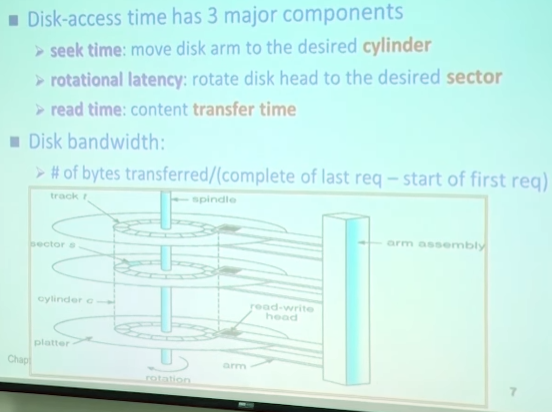 Disk-access time has 3 major components
seek time: move disk arm to the desired cylinder
rotational latency: rotate disk head to the desired sector
read time: content transfer time
Disk bandwidth:
# of bytes transferred/(complete of last req – start of first req)
track t
spindle
sector s
arm assembly
cylinder c
read-write
head
platter
arm
Chap
rotation
7